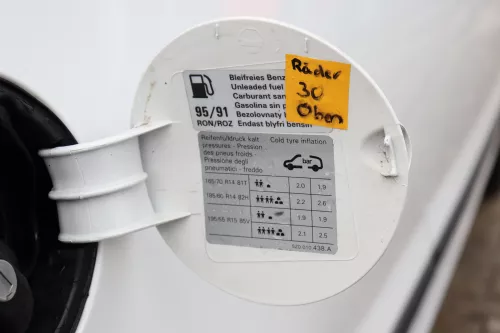 Bleifreies Benz
Unleaded fuel
Carburant san
Gasolina sin p
Bezolovnaty
Endast blyfri bensin
95/91
RON/ROZ
Räder
30
Oben
Reifenfülldruck kalt
pressures - Pression
des pneus froids
Pressione degli
pneumatici - freddo
Cold tyre inflation
bar
185/70 R14 81T 2.0 1.9
185/60 R14 82H 2.2 2.6
195/55 R15 85V 1.9 1.9
2.1 2.5
438.A